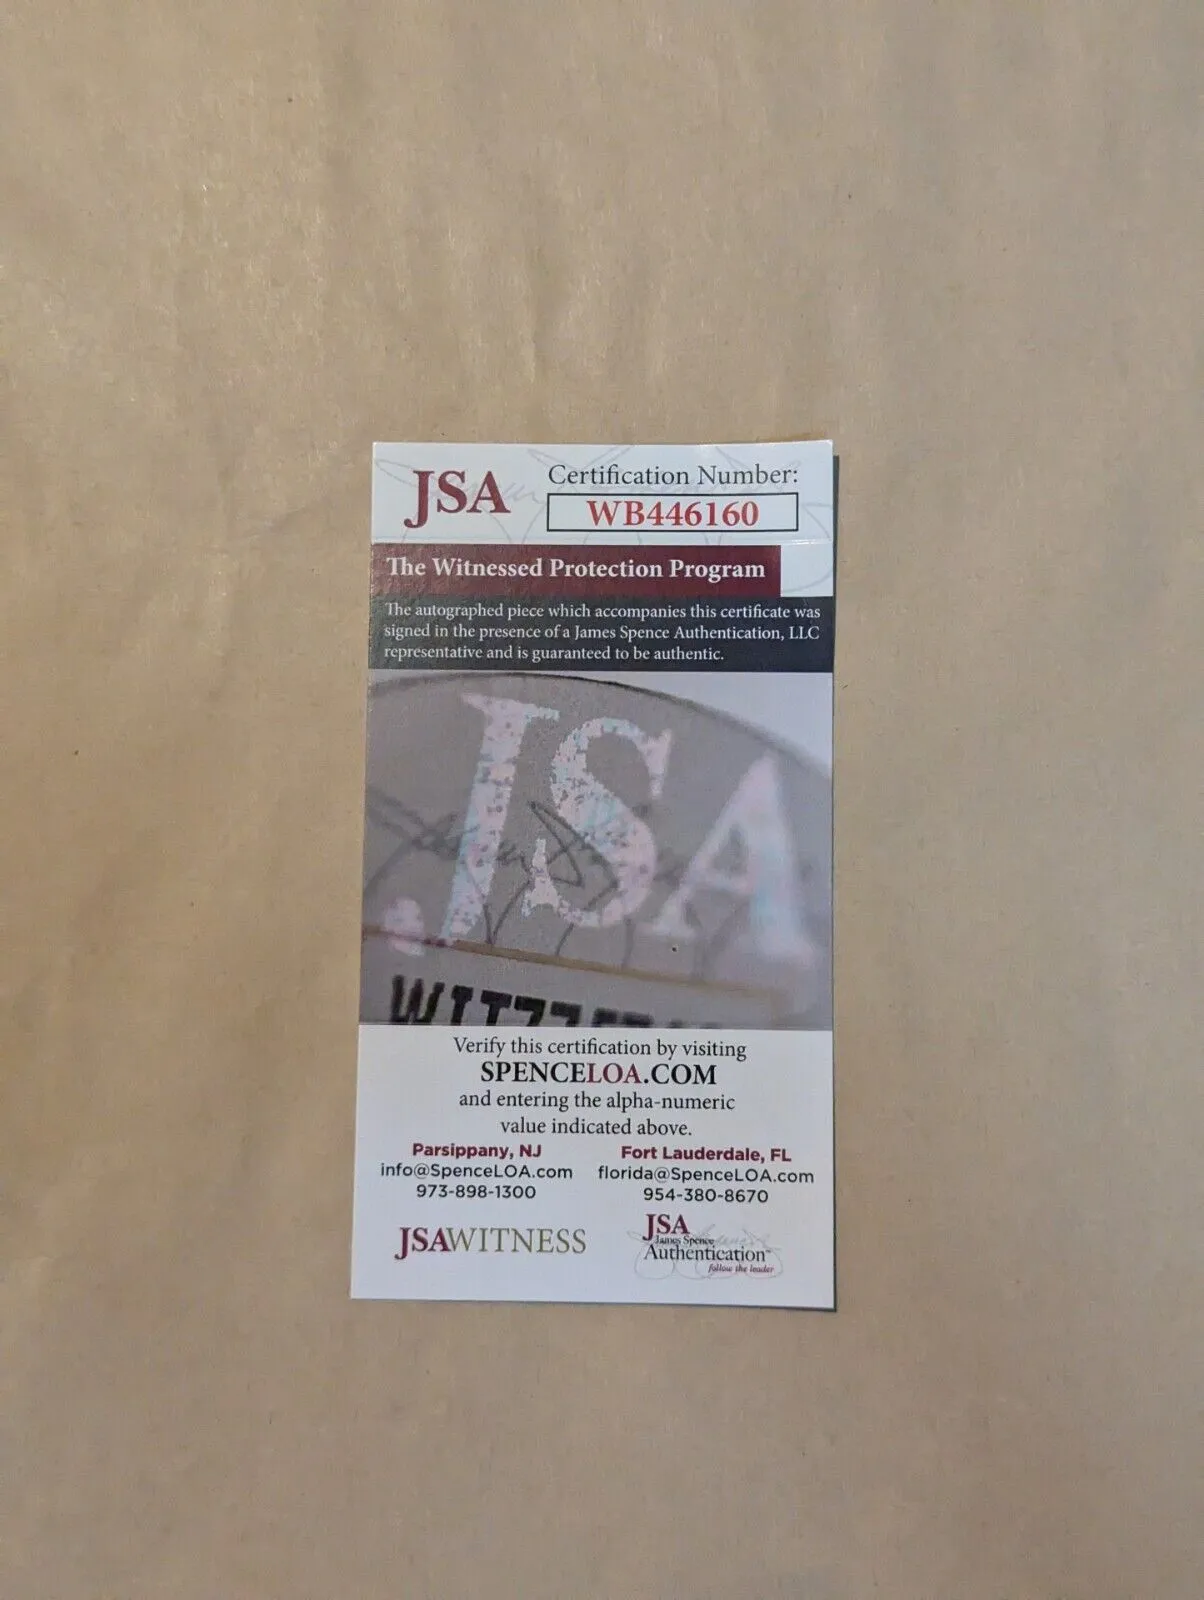 JSA
Certification Number:
WB446160
The Witnessed Protection Program
The autographed piece which accompanies this certificate was
signed in the presence of a James Spence Authentication, LLC
representative and is guaranteed to be authentic.
JSA
Verify this certification by visiting
SPENCELOA.COM
and entering the alpha-numeric
value indicated above.
Parsippany, NJ
info@SpenceLOA.com
973-898-1300
Fort Lauderdale, FL
florida@SpenceLOA.com
954-380-8670
JSAWITNESS
JSA
James Spence
Authentication™
follow the leader